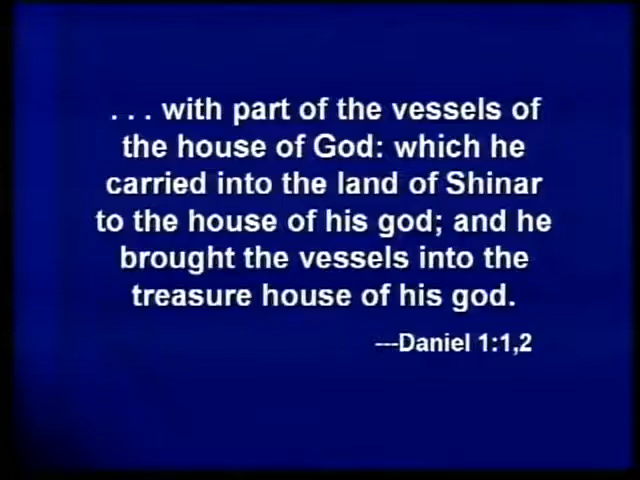 . . . with part of the vessels of
the house of God: which he
carried into the land of Shinar
to the house of his god; and he
brought the vessels into the
treasure house of his god.
---Daniel 1:1,2